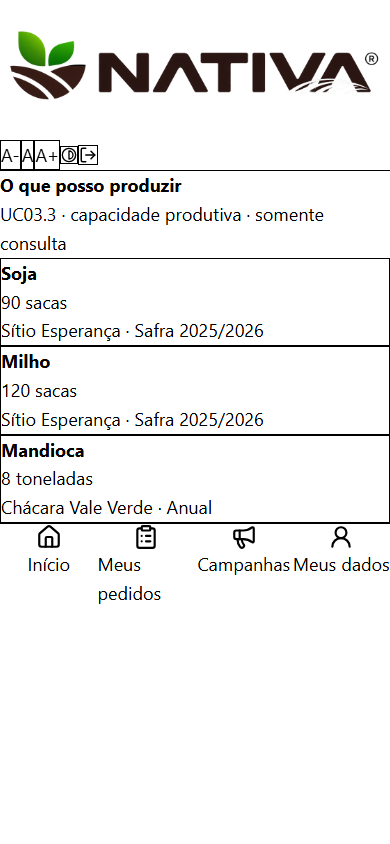 NATIVA®
A- A A+
O que posso produzir
UC03.3 · capacidade produtiva · somente
consulta
Soja
90 sacas
Sítio Esperança · Safra 2025/2026
Milho
120 sacas
Sítio Esperança · Safra 2025/2026
Mandioca
8 toneladas
Chácara Vale Verde · Anual
Início
Meus
pedidos
Campanhas
Meus dados